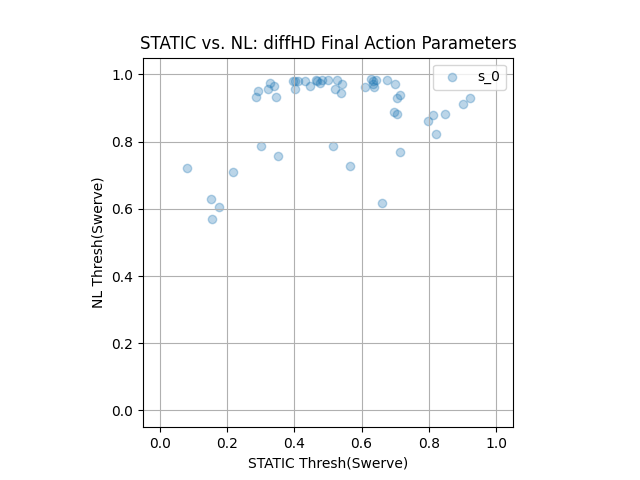 STATIC vs. NL: diffHD Final Action Parameters
s_0
NL Thresh(Swerve)
1.0
0.8
0.6
0.4
0.2
0.0
0.0 0.2 0.4 0.6 0.8 1.0
STATIC Thresh(Swerve)